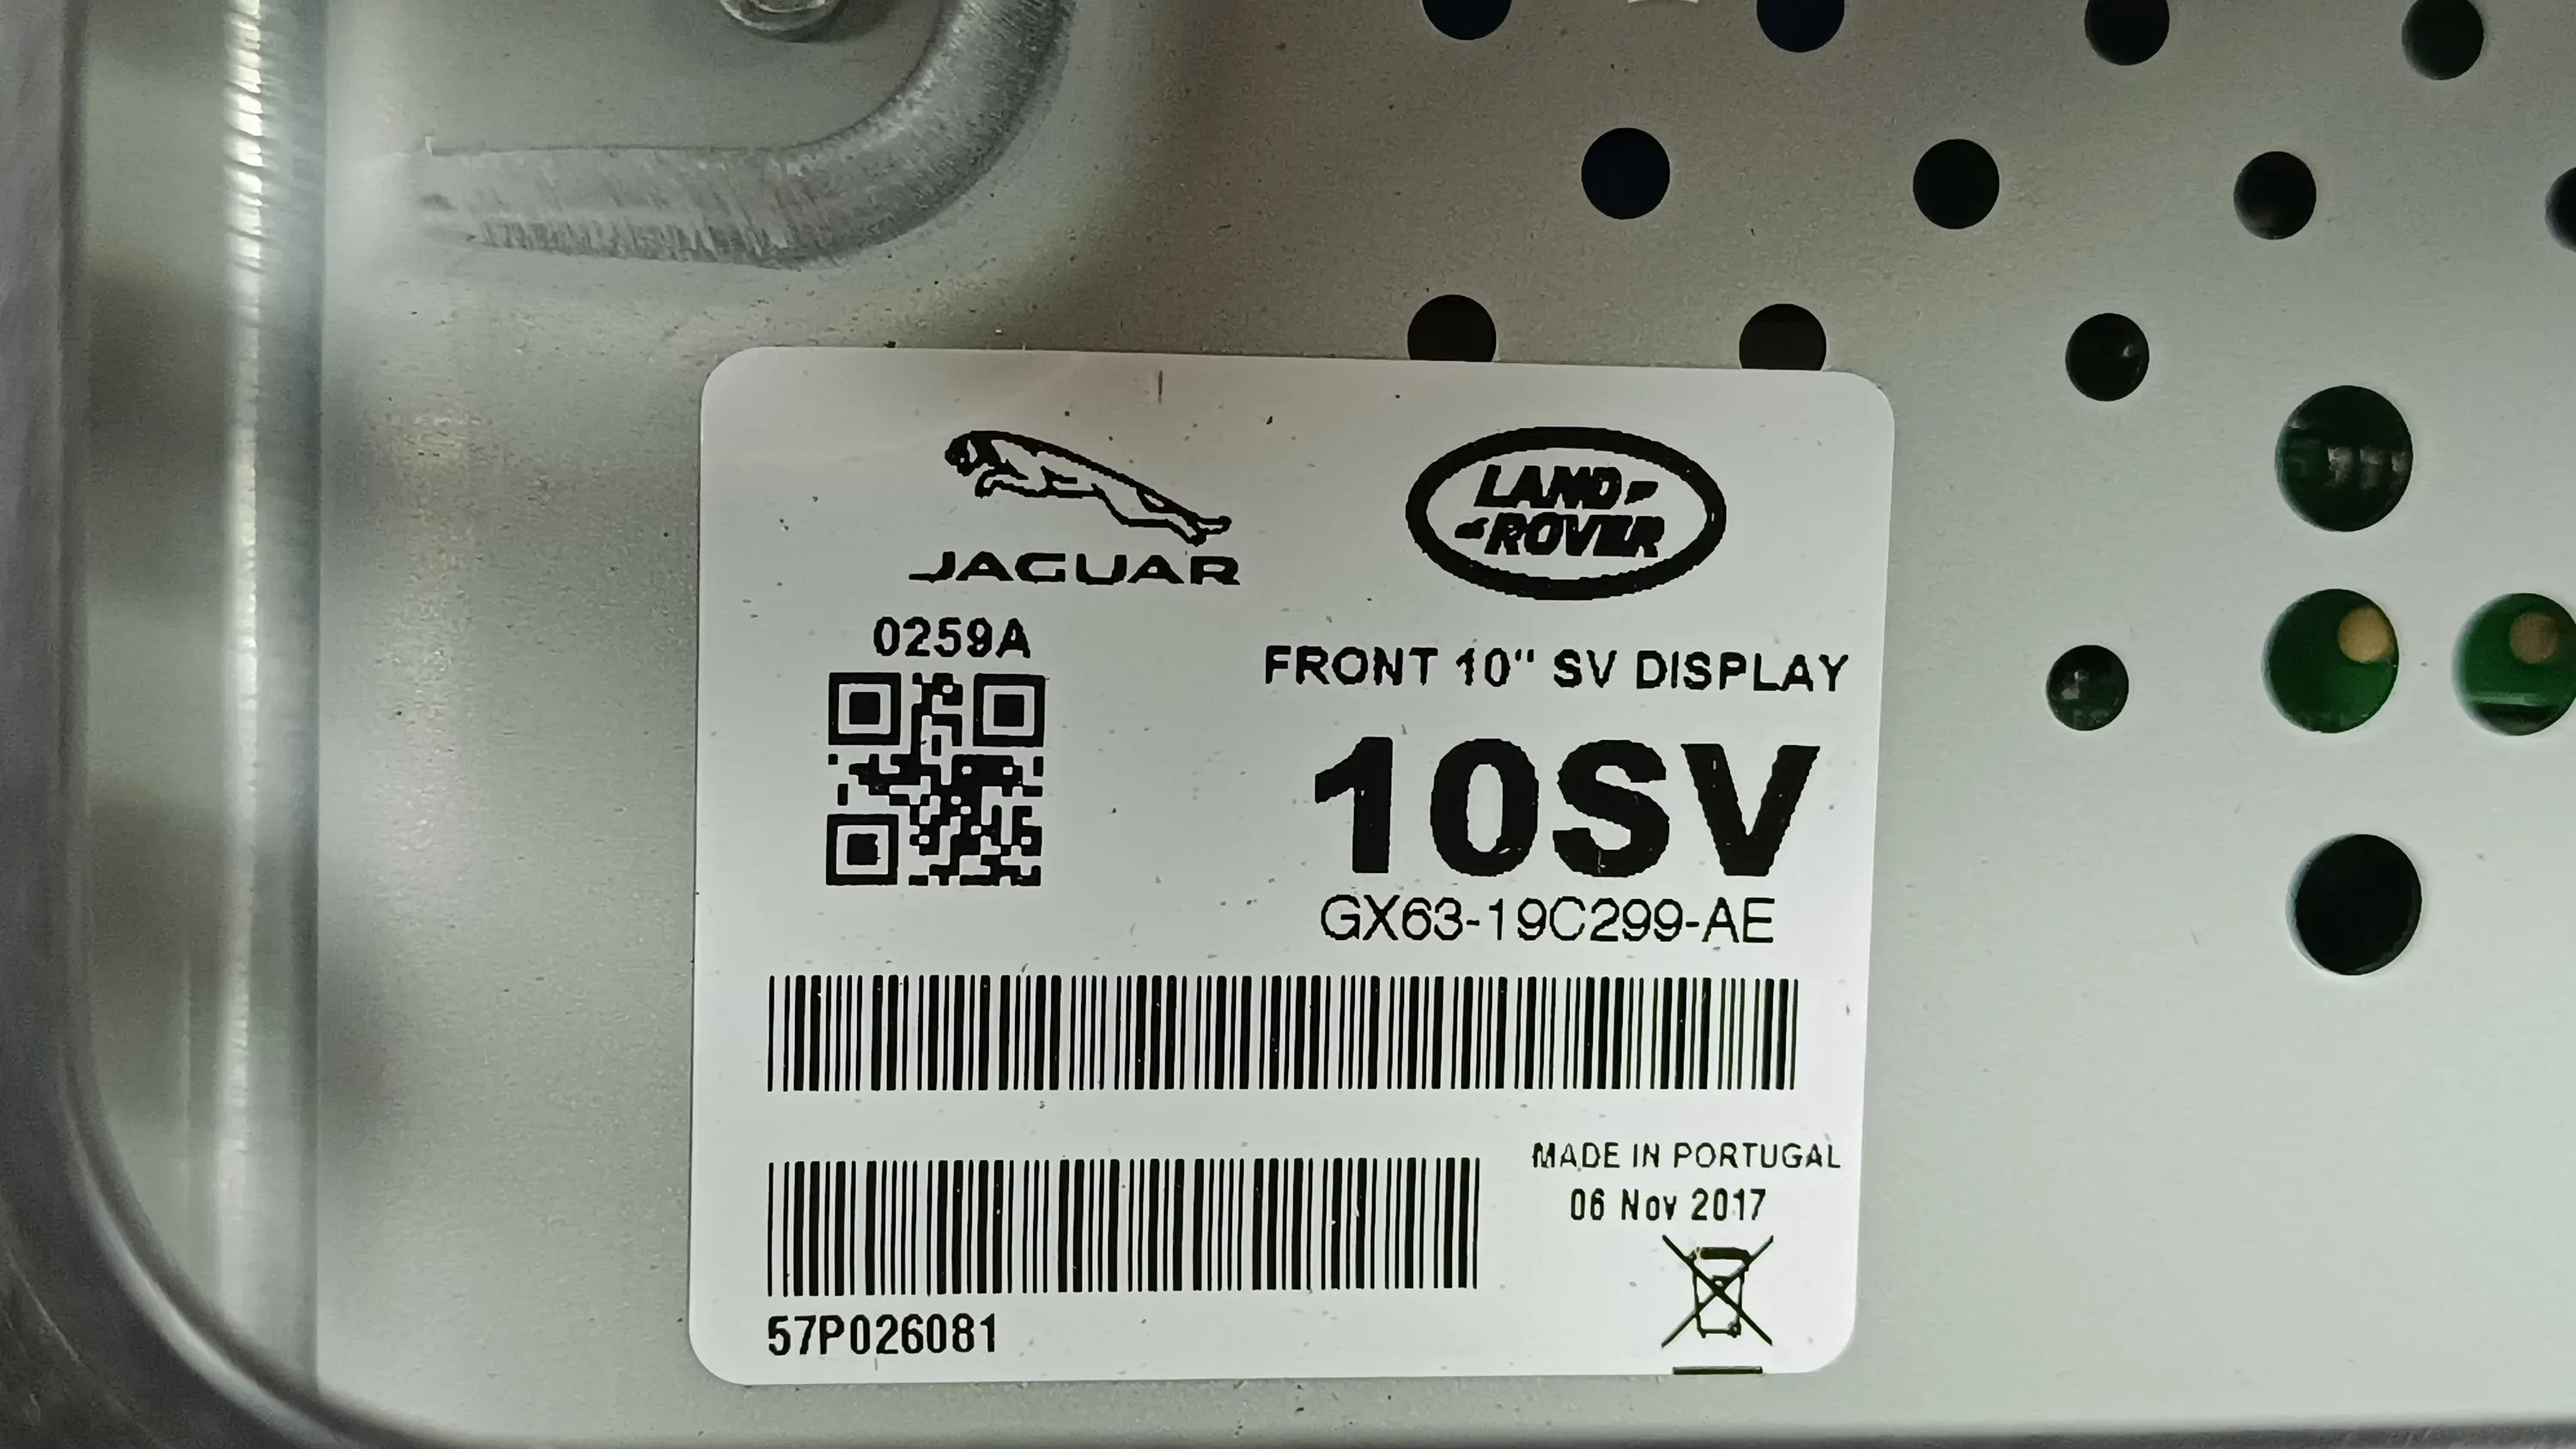 JAGUAR
LAND
ROVER
0259A
FRONT 10" SV DISPLAY
10SV
GX63-19C299-AE
MADE IN PORTUGAL
06 Nov 2017
57P026081